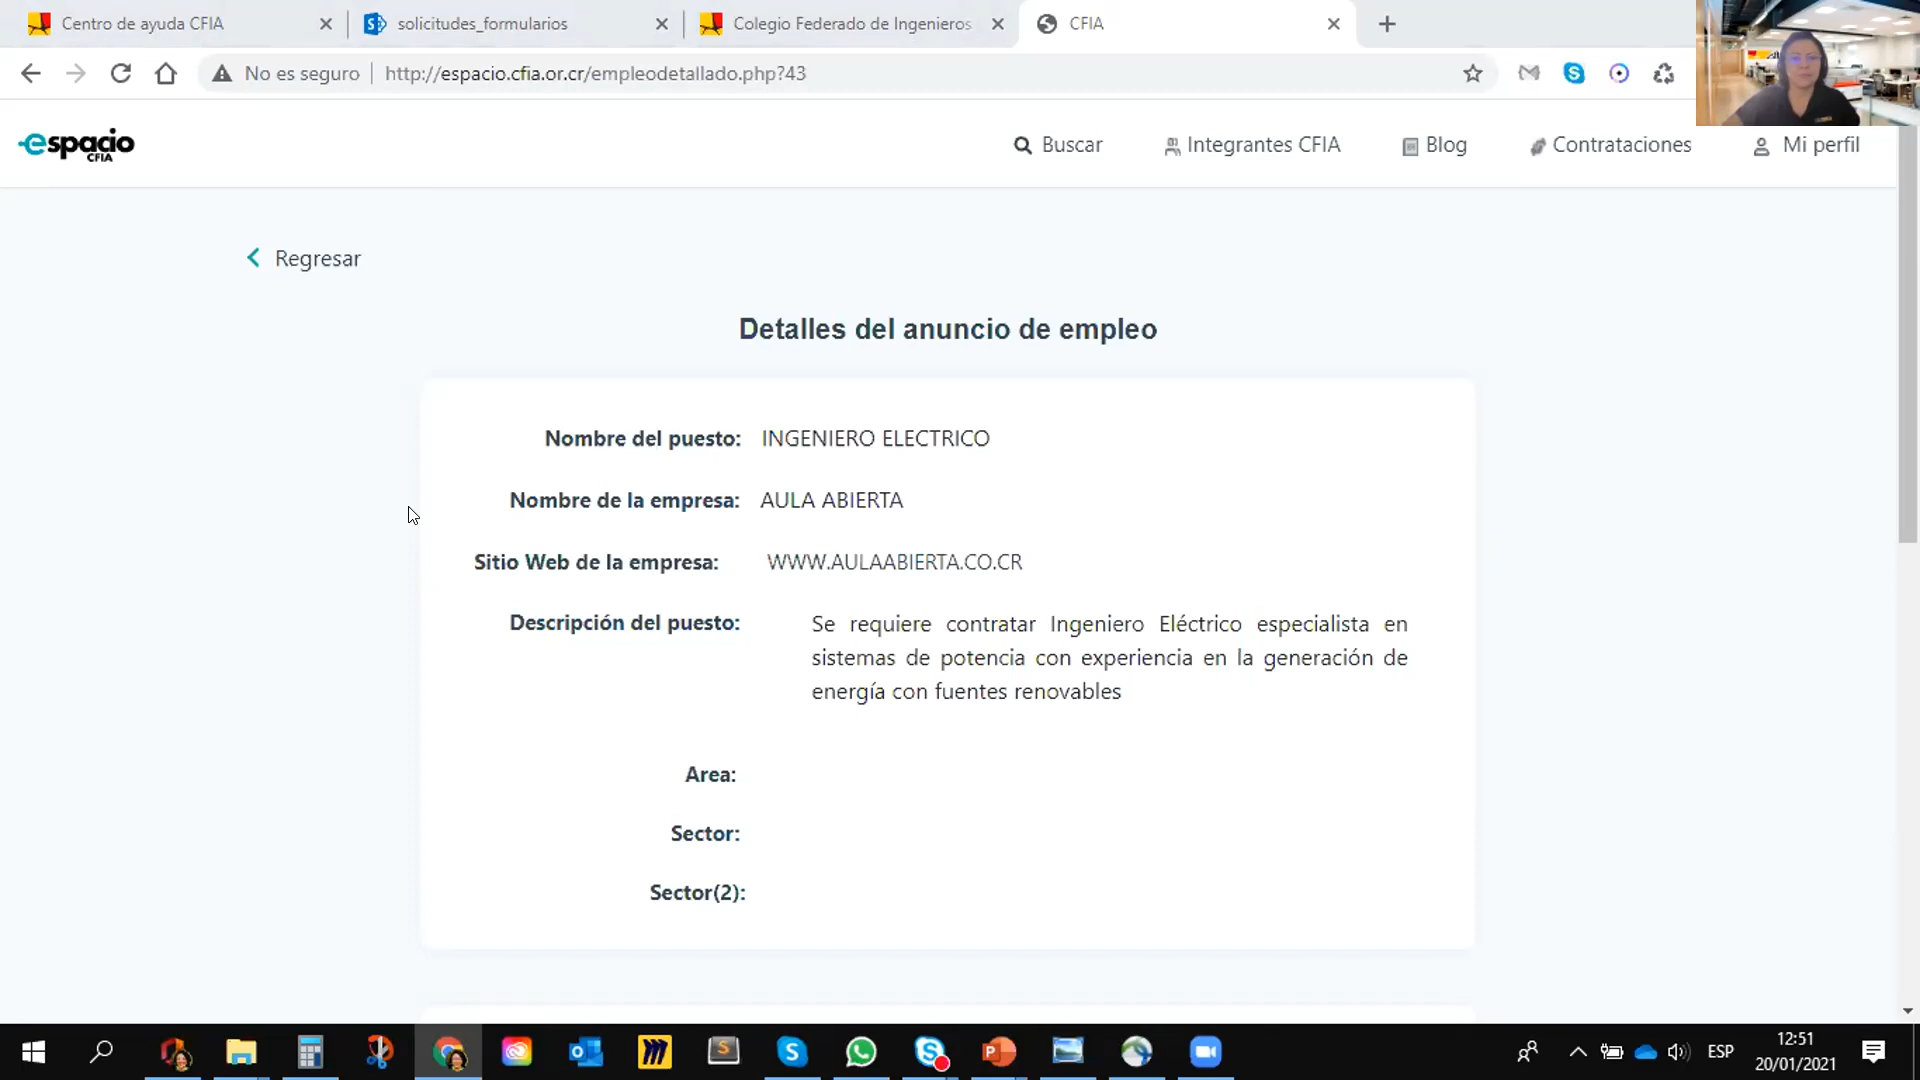 Centro de ayuda CFIA
solicitudes_formularios
Colegio Federado de Ingenieros
CFIA
No es seguro
http://espacio.cfia.or.cr/empleodetallado.php?43
espacio
CFIA
Buscar
Integrantes CFIA
Blog
Contrataciones
Mi perfil
Regresar
Detalles del anuncio de empleo
Nombre del puesto: INGENIERO ELECTRICO
Nombre de la empresa: AULA ABIERTA
Sitio Web de la empresa: WWW.AULAABIERTA.CO.CR
Descripción del puesto: Se requiere contratar Ingeniero Eléctrico especialista en
sistemas de potencia con experiencia en la generación de
energía con fuentes renovables
Area:
Sector:
Sector(2):
ESP
12:51
20/01/2021